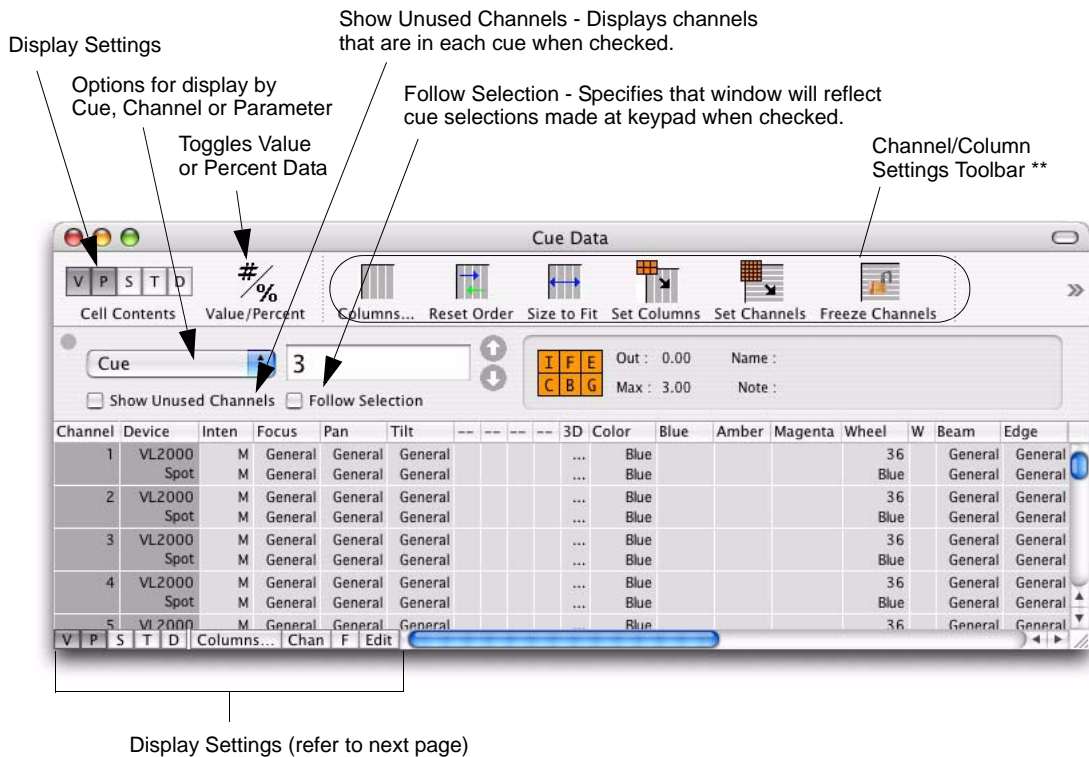 Show Unused Channels - Displays channels
that are in each cue when checked.
Display Settings
Options for display by
Cue, Channel or Parameter
Follow Selection - Specifies that window will reflect
cue selections made at keypad when checked.
Toggles Value
or Percent Data
Channel/Column
Settings Toolbar **
Cue Data
V P S T D
#/%
Cell Contents Value/Percent Columns... Reset Order Size to Fit Set Columns Set Channels Freeze Channels
Cue 3
Show Unused Channels Follow Selection
I F E Out : 0.00 Name :
C B G Max : 3.00 Note :
Channel Device Inten Focus Pan Tilt -- -- -- -- 3D Color Blue Amber Magenta Wheel W Beam Edge
1 VL2000 M General General General ... Blue 36 General General
Spot M General General General ... Blue Blue General General
2 VL2000 M General General General ... Blue 36 General General
Spot M General General General ... Blue Blue General General
3 VL2000 M General General General ... Blue 36 General General
Spot M General General General ... Blue Blue General General
4 VL2000 M General General General ... Blue 36 General General
Spot M General General General ... Blue Blue General General
5 VL2000 M General General General ... Blue 36 General General
V P S T D Columns... Chan F Edit
Display Settings (refer to next page)